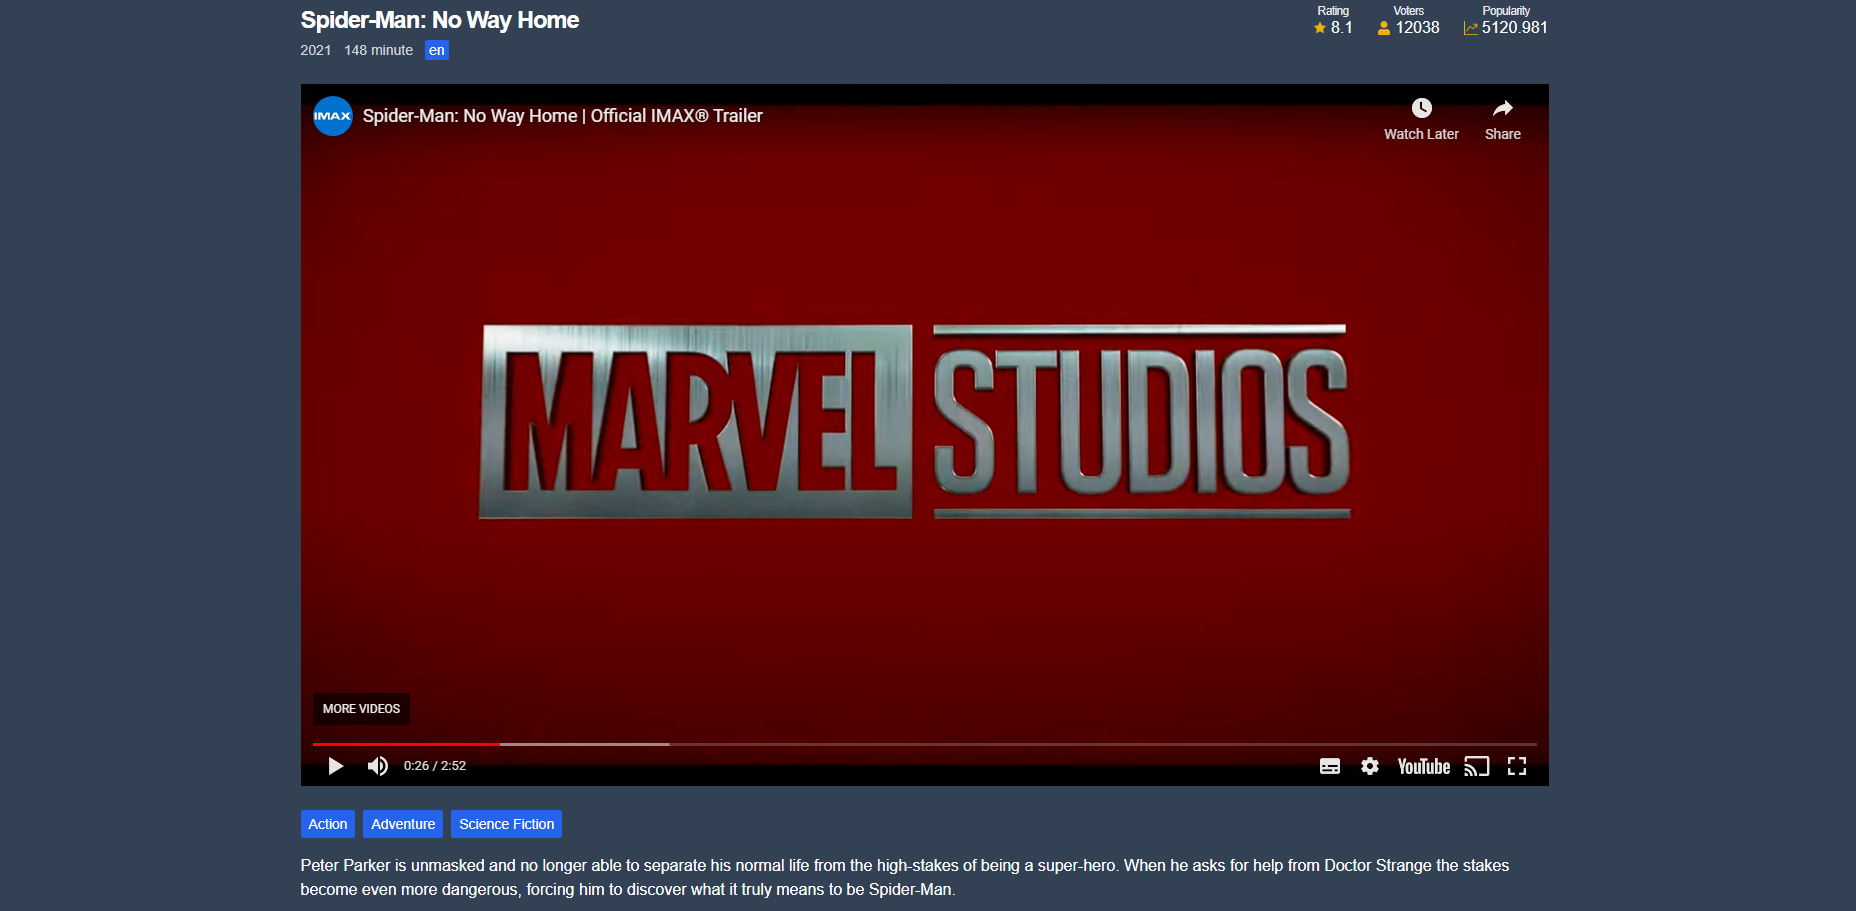 Spider-Man: No Way Home
2021 148 minute en
Rating Voters Popularity
8.1 12038 5120.981
IMAX Spider-Man: No Way Home | Official IMAX® Trailer
Watch Later Share
MARVEL STUDIOS
MORE VIDEOS
0:26 / 2:52
YouTube
Action Adventure Science Fiction
Peter Parker is unmasked and no longer able to separate his normal life from the high-stakes of being a super-hero. When he asks for help from Doctor Strange the stakes
become even more dangerous, forcing him to discover what it truly means to be Spider-Man.